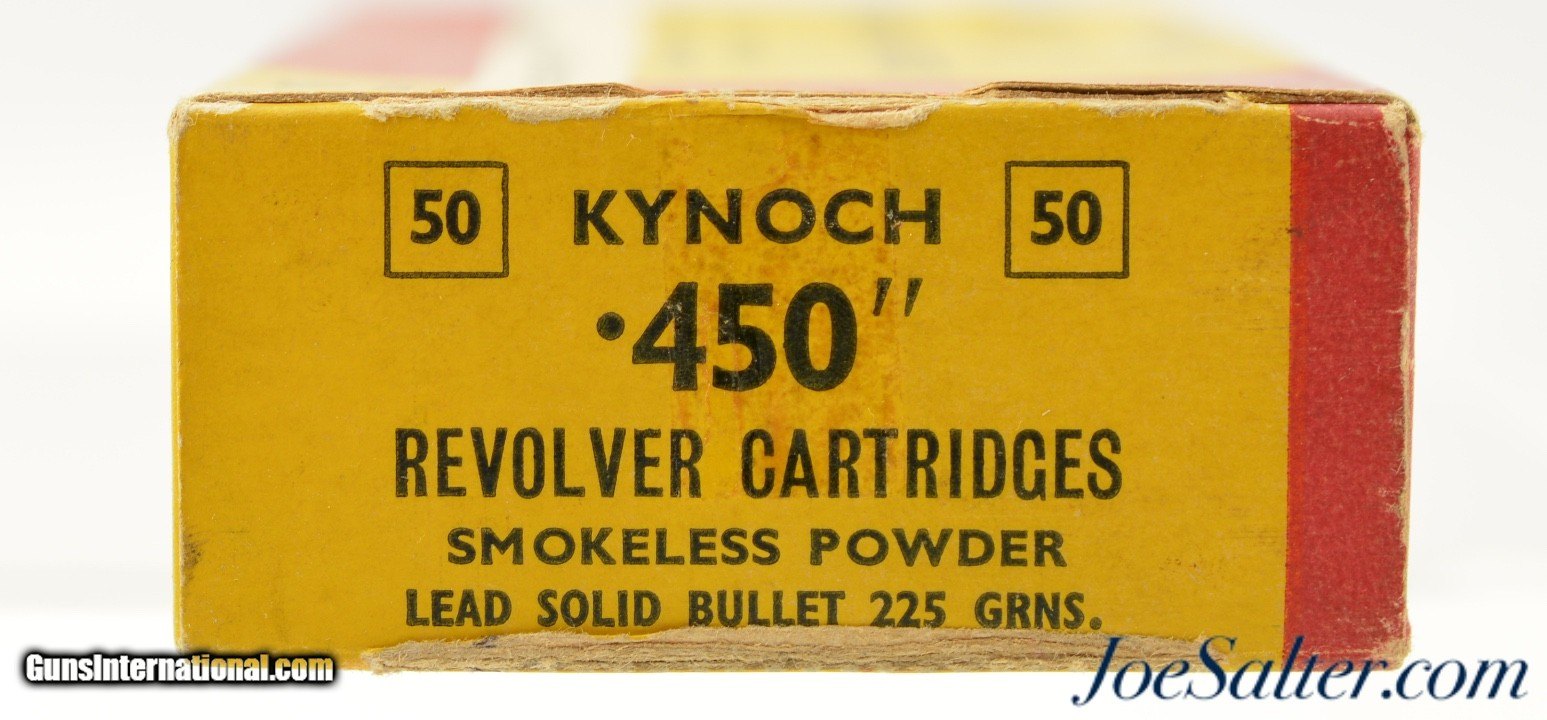 50 KYNOCH 50
·450"
REVOLVER CARTRIDGES
SMOKELESS POWDER
LEAD SOLID BULLET 225 GRNS.
GunsInternational.com
JoeSalter.com